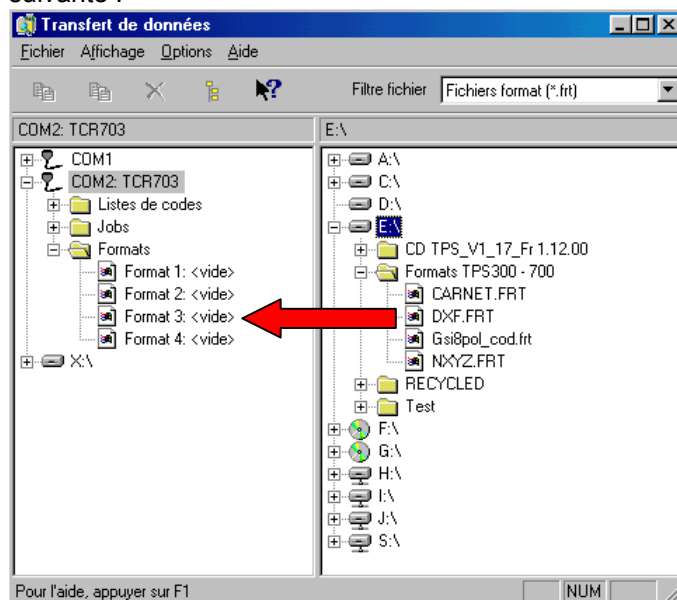 suivante :
Transfert de données
Fichier Affichage Options Aide
Filtre fichier Fichiers format (*.frt)
COM2: TCR703
COM1
COM2: TCR703
Listes de codes
Jobs
Formats
Format 1: <vide>
Format 2: <vide>
Format 3: <vide>
Format 4: <vide>
X:\
E:\
A:\
C:\
D:\
E:\
CD TPS_V1_17_Fr 1.12.00
Formats TPS300 - 700
CARNET.FRT
DXF.FRT
Gsi8pol_cod.frt
NXYZ.FRT
RECYCLED
Test
F:\
G:\
H:\
I:\
J:\
S:\
Pour l'aide, appuyer sur F1
NUM